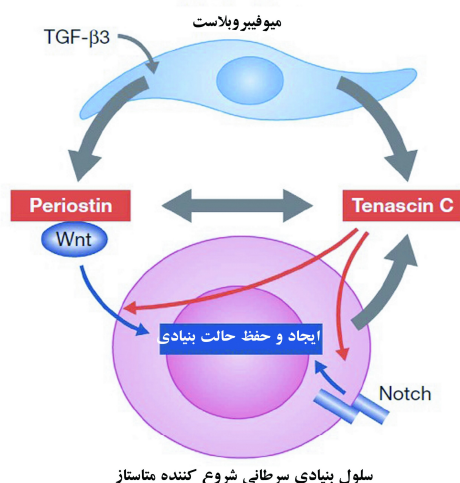 میوفیبروبلاست
TGF-β3
Periostin
Tenascin C
Wnt
ایجاد و حفظ حالت بنیادی
Notch
سلول بنیادی سرطانی شروع کننده متاستاز